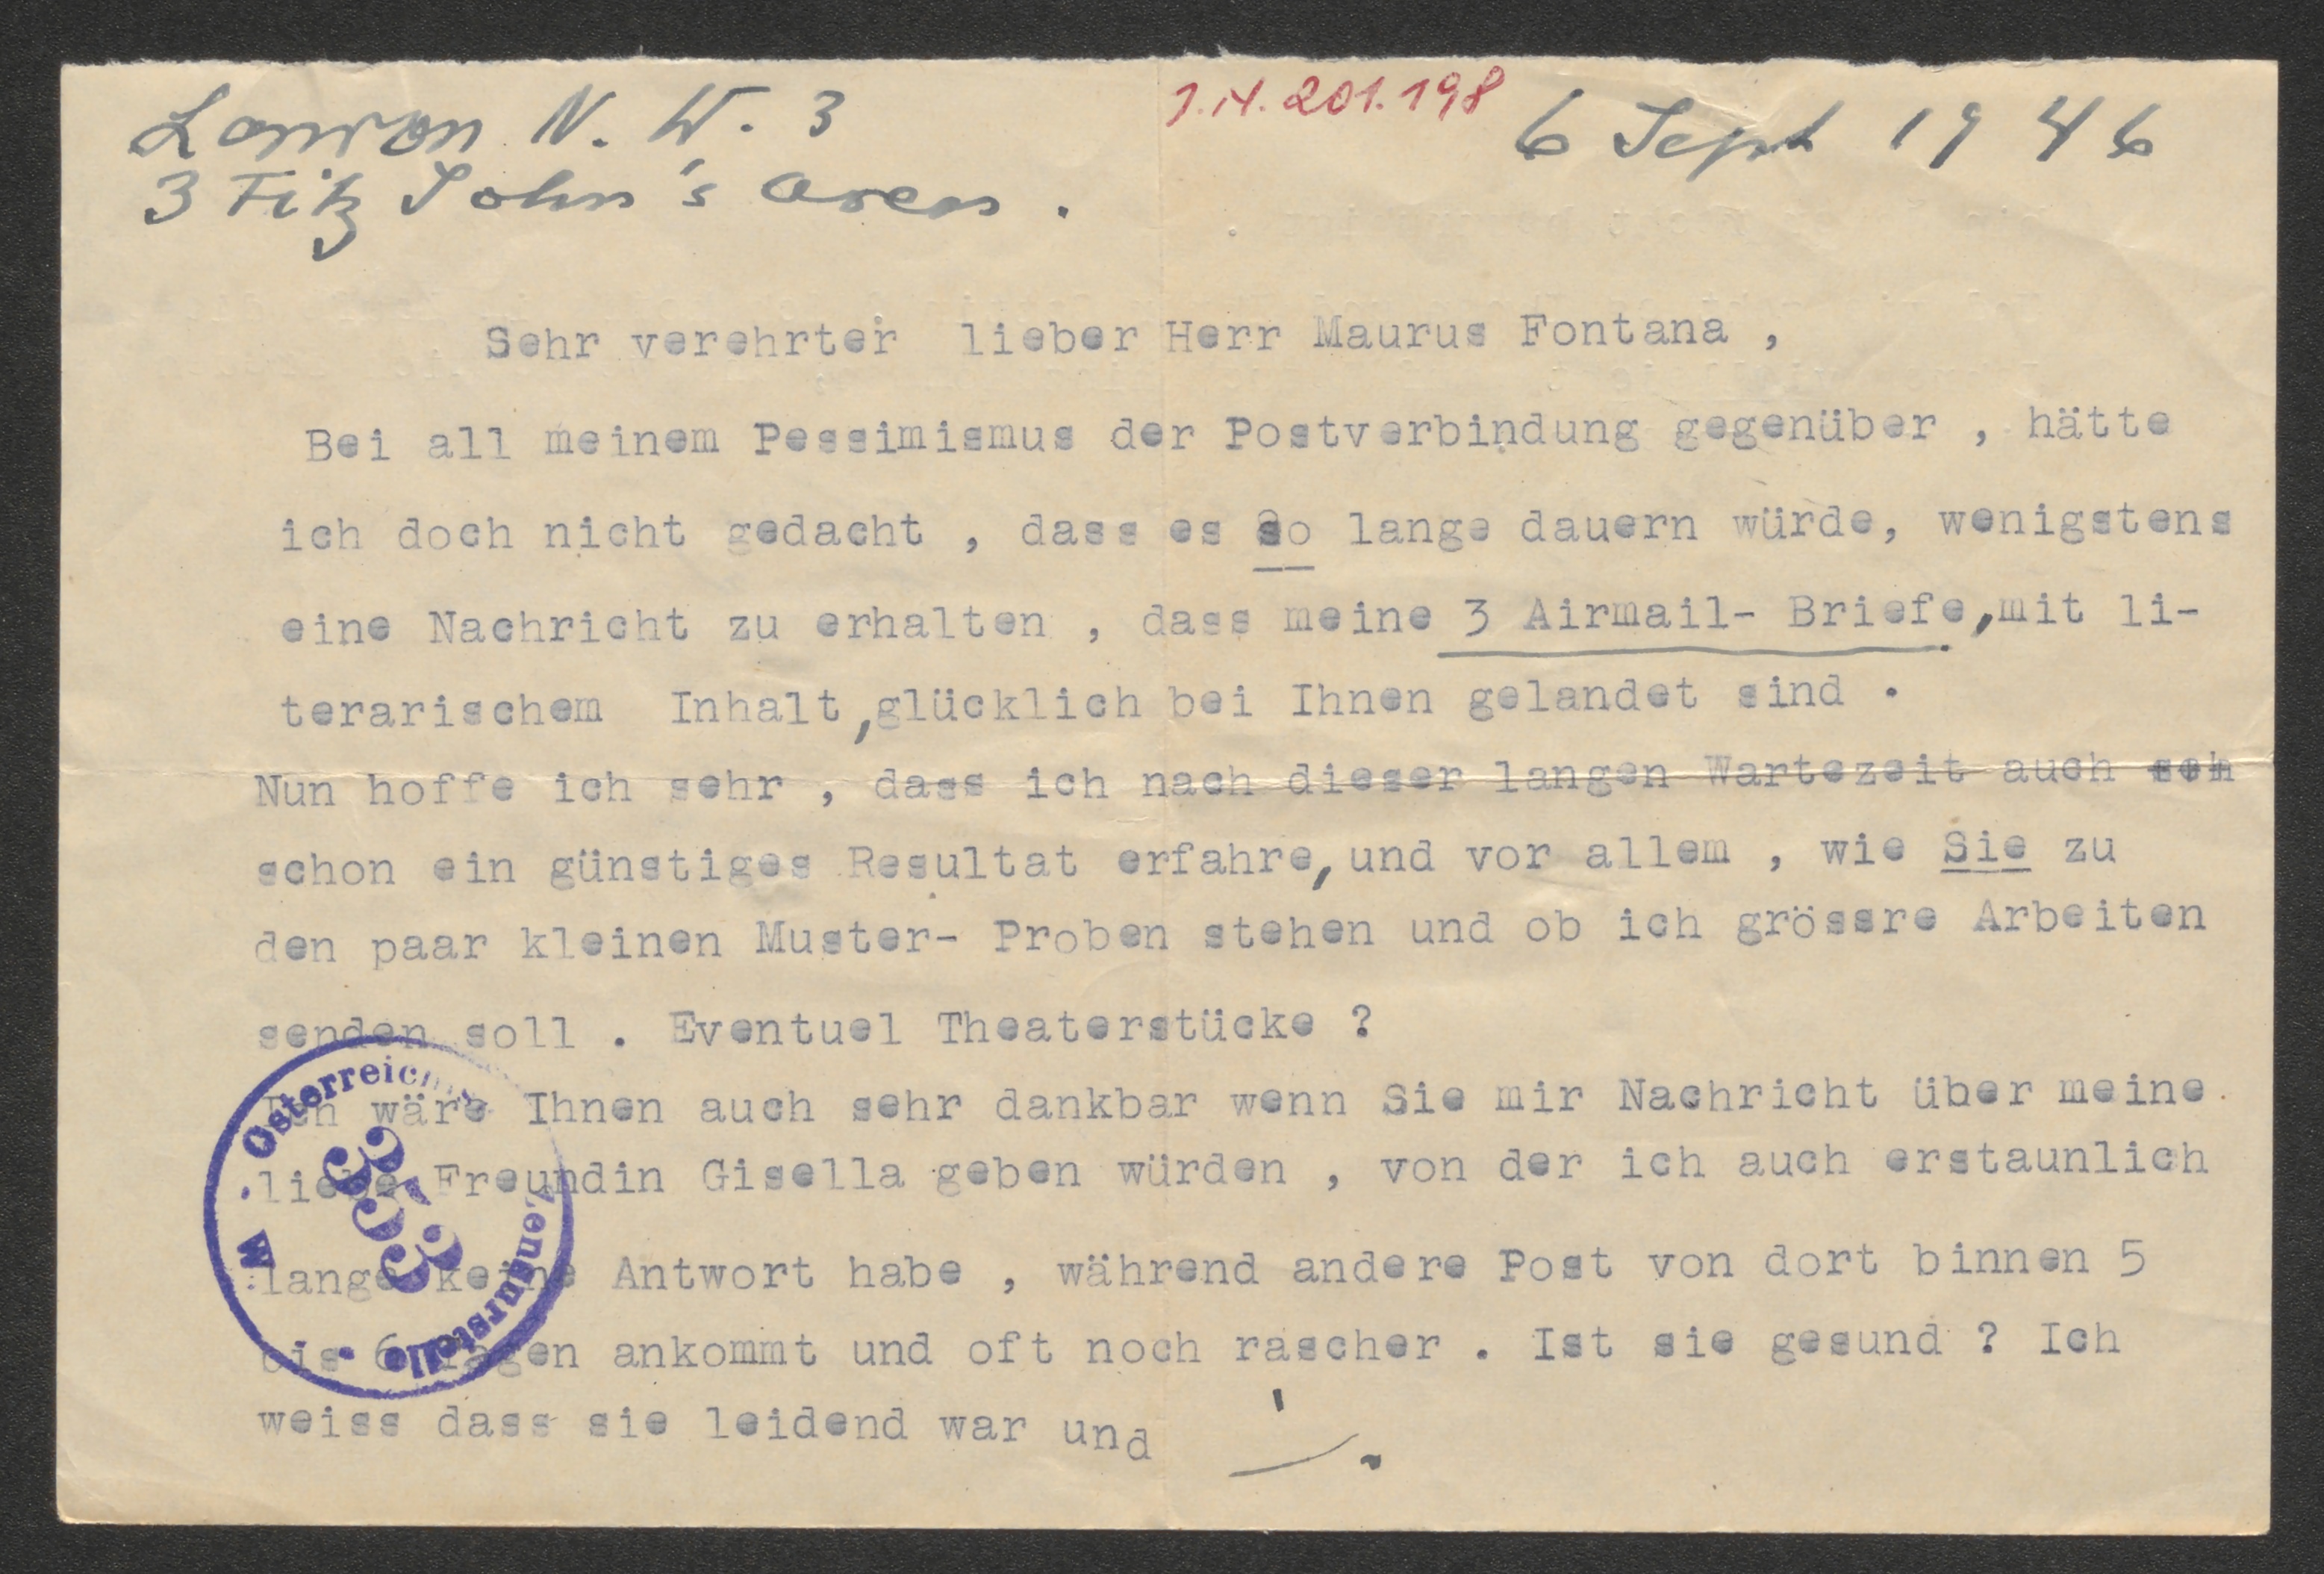 London N. W. 3
3 Fitz John's
J.N. 201.198
6 Sept 1946
Sehr verehrter lieber Herr Maurus Fontana ,
Bei all meinem Pessimismus der Postverbindung gegenüber , hätte
ich doch nicht gedacht , dass es so lange dauern würde, wenigstens
eine Nachricht zu erhalten , dass meine 3 Airmail- Briefe, mit li-
terarischem Inhalt, glücklich bei Ihnen gelandet sind .
Nun hoffe ich sehr , dass ich nach dieser langen Wartezeit auch sch
schon ein günstiges Resultat erfahre, und vor allem , wie Sie zu
den paar kleinen Muster- Proben stehen und ob ich grössre Arbeiten
senden soll . Eventuel Theaterstücke ?
Ich wäre Ihnen auch sehr dankbar wenn Sie mir Nachricht über meine
liebe Freundin Gisella geben würden , von der ich auch erstaunlich
lange keine Antwort habe , während andere Post von dort binnen 5
bis 6 Tagen ankommt und oft noch rascher . Ist sie gesund ? Ich
weiss dass sie leidend war und
Zensurstelle
W